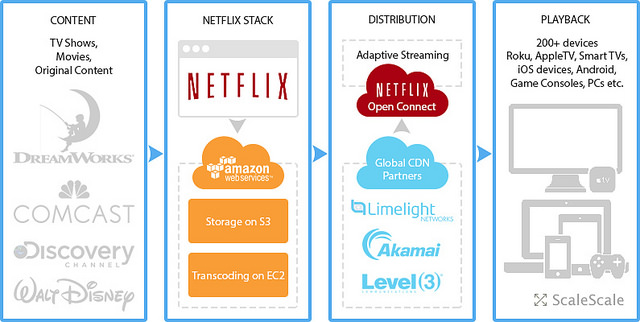 CONTENT
TV Shows,
Movies,
Original Content
DREAMWORKS
COMCAST
Discovery
CHANNEL
WALT DISNEY
NETFLIX STACK
NETFLIX
amazon
webservices™
Storage on S3
Transcoding on EC2
DISTRIBUTION
Adaptive Streaming
NETFLIX
Open Connect
Global CDN
Partners
Limelight
NETWORKS
Akamai
Level(3)
PLAYBACK
200+ devices
Roku, AppleTV, Smart TVs,
iOS devices, Android,
Game Consoles, PCs etc.
tv
ScaleScale